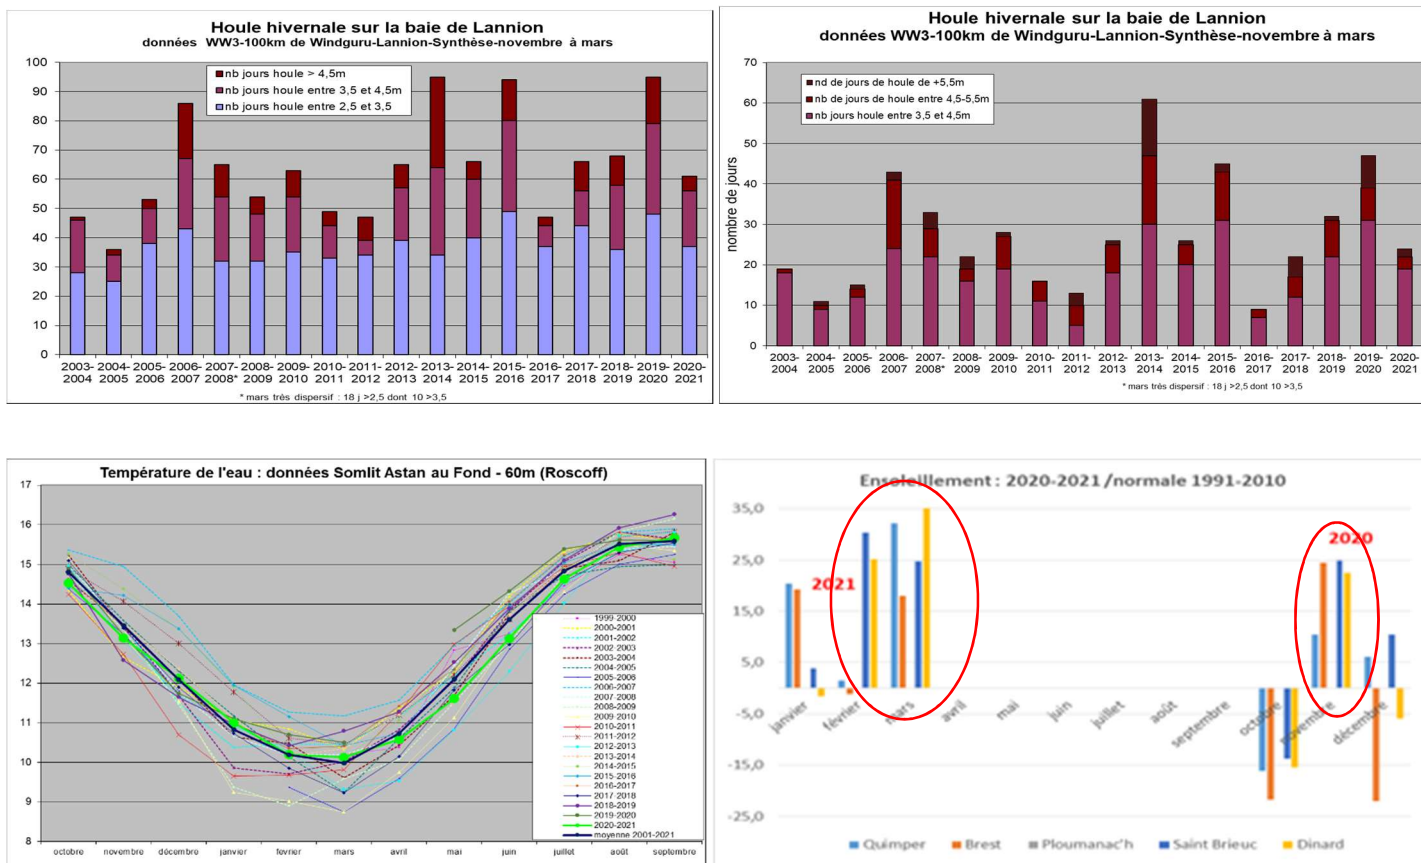 Houle hivernale sur la baie de Lannion
données WW3-100km de Windguru-Lannion-Synthèse-novembre à mars
100
90
80
70
60
50
40
30
20
10
0
nb jours houle > 4,5m
nb jours houle entre 3,5 et 4,5m
nb jours houle entre 2,5 et 3,5
2003- 2004- 2005- 2006- 2007- 2008- 2009- 2010- 2011- 2012- 2013- 2014- 2015- 2016- 2017- 2018- 2019- 2020-
2004 2005 2006 2007 2008* 2009 2010 2011 2012 2013 2014 2015 2016 2017 2018 2019 2020 2021
* mars très dispersif : 18 j >2,5 dont 10 >3,5
Houle hivernale sur la baie de Lannion
données WW3-100km de Windguru-Lannion-Synthèse-novembre à mars
nombre de jours
70
60
50
40
30
20
10
0
nd de jours de houle de +5,5m
nb de jours de houle entre 4,5-5,5m
nb jours houle entre 3,5 et 4,5m
2003- 2004- 2005- 2006- 2007- 2008- 2009- 2010- 2011- 2012- 2013- 2014- 2015- 2016- 2017- 2018- 2019- 2020-
2004 2005 2006 2007 2008* 2009 2010 2011 2012 2013 2014 2015 2016 2017 2018 2019 2020 2021
* mars très dispersif : 18 j >2,5 dont 10 >3,5
Température de l'eau : données Somlit Astan au Fond - 60m (Roscoff)
17
16
15
14
13
12
11
10
9
8
1999-2000
2000-2001
2001-2002
2002-2003
2003-2004
2004-2005
2005-2006
2006-2007
2007-2008
2008-2009
2009-2010
2010-2011
2011-2012
2012-2013
2013-2014
2014-2015
2015-2016
2016-2017
2017-2018
2018-2019
2019-2020
2020-2021
moyenne 2001-2021
octobre novembre décembre janvier fevrier mars avril mai juin juillet août septembre
Ensoleillement : 2020-2021 /normale 1991-2010
35,0
25,0
15,0
5,0
-5,0
-15,0
-25,0
2021
2020
janvier février mars avril mai juin juillet août septembre octobre novembre décembre
Quimper Brest Ploumanac'h Saint Brieuc Dinard